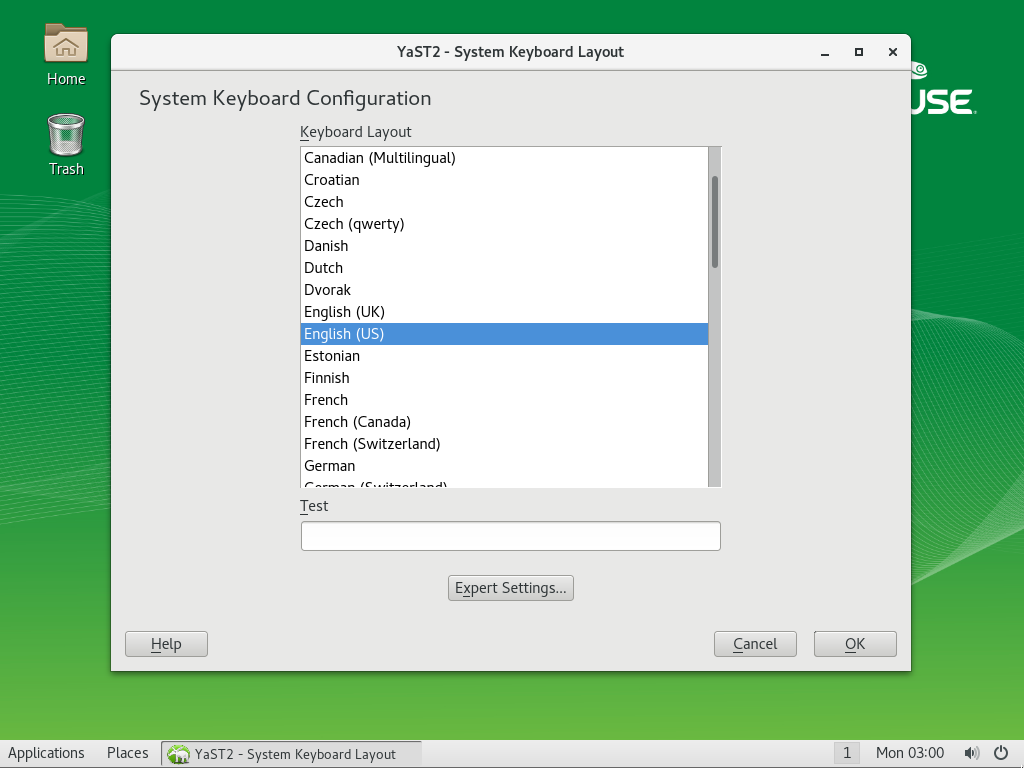 Home
Trash
YaST2 - System Keyboard Layout
USE
System Keyboard Configuration
Keyboard Layout
Canadian (Multilingual)
Croatian
Czech
Czech (qwerty)
Danish
Dutch
Dvorak
English (UK)
English (US)
Estonian
Finnish
French
French (Canada)
French (Switzerland)
German
German (Switzerland)
Test
Expert Settings...
Help
Cancel
OK
Applications
Places
YaST2 - System Keyboard Layout
1
Mon 03:00